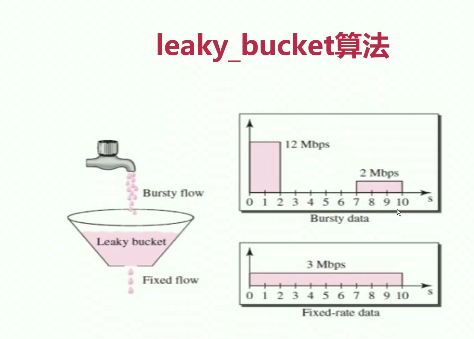 leaky_bucket算法
12 Mbps
2 Mbps
0 1 2 3 4 5 6 7 8 9 10 s
Bursty data
Bursty flow
Leaky bucket
Fixed flow
3 Mbps
0 1 2 3 4 5 6 7 8 9 10 s
Fixed-rate data